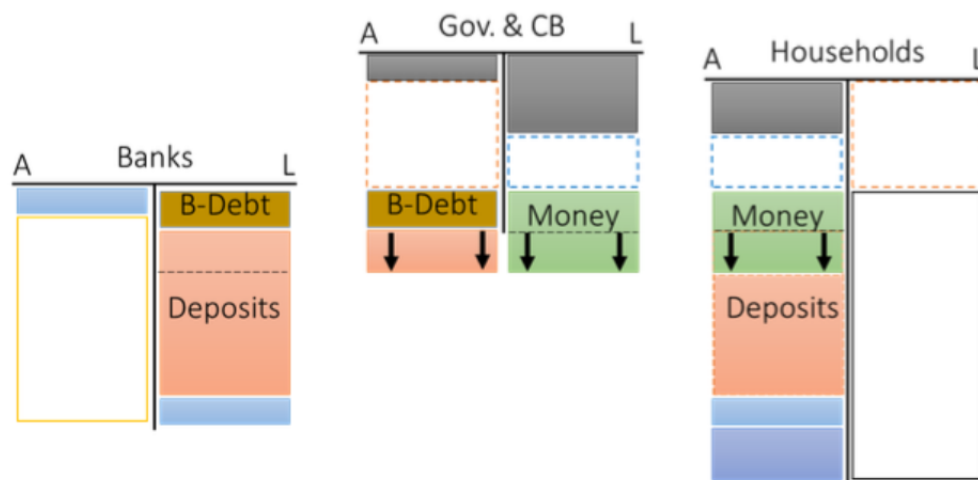 Gov. & CB
A
L
Households
A
L
Banks
A
L
B-Debt
Deposits
B-Debt
Money
Money
Deposits